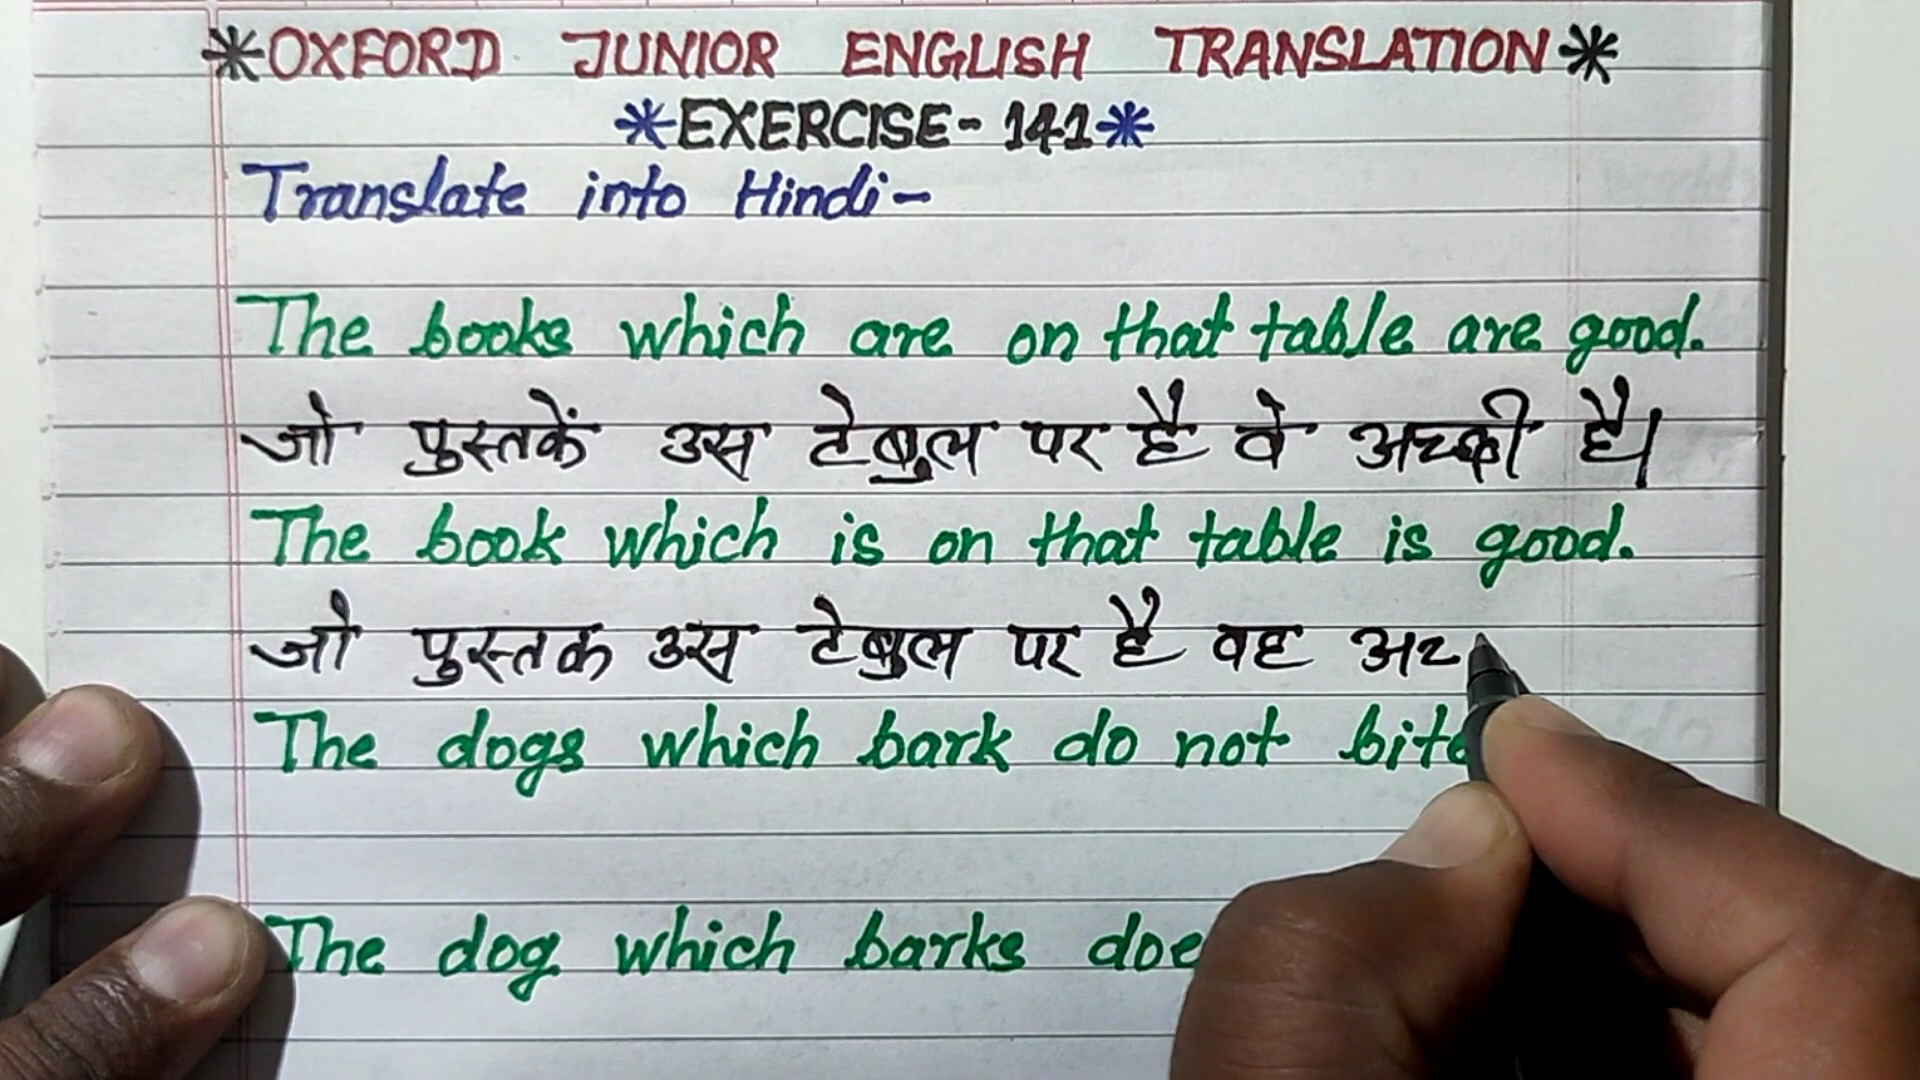 *OXFORD JUNIOR ENGLISH TRANSLATION*
*EXERCISE-141*
Translate into Hindi-
The books which are on that table are good.
जो पुस्तकें उस टेबुल पर है वे अच्छी है।
The book which is on that table is good.
जो पुस्तक उस टेबुल पर है वह
The dogs which bark do not bite
The dog which barks